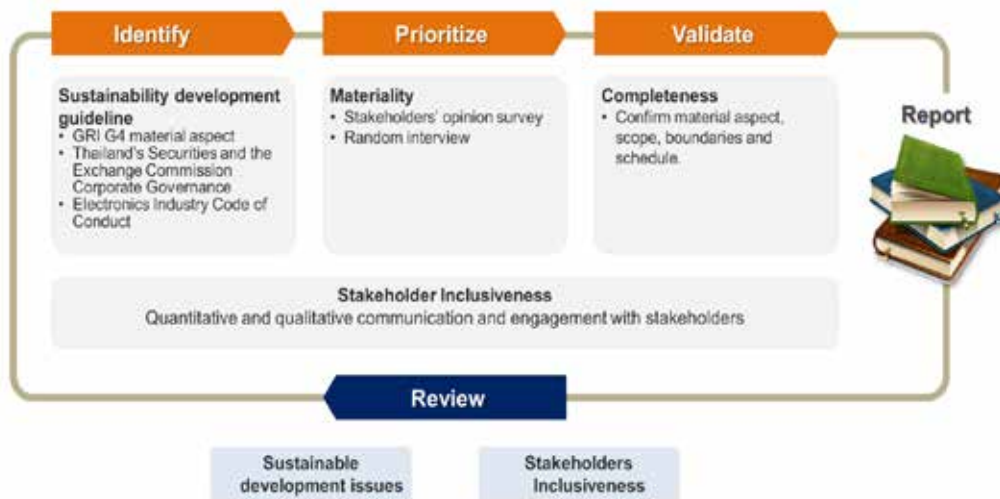 Identify
Prioritize
Validate
Sustainability development
guideline
• GRI G4 material aspect
• Thailand's Securities and the
Exchange Commission
Corporate Governance
• Electronics Industry Code of
Conduct
Materiality
• Stakeholders' opinion survey
• Random interview
Completeness
• Confirm material aspect,
scope, boundaries and
schedule.
Report
Stakeholder Inclusiveness
Quantitative and qualitative communication and engagement with stakeholders
Review
Sustainable
development issues
Stakeholders
Inclusiveness